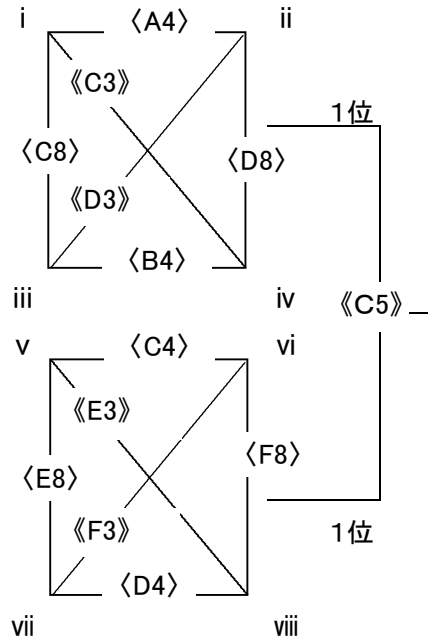 ⅰ 〈A4〉 ⅱ
《C3》
1位
〈C8〉 〈D8〉
《D3》
〈B4〉
ⅲ ⅳ 《C5》
ⅴ 〈C4〉 ⅵ
《E3》
〈E8〉 〈F8〉
《F3》
1位
〈D4〉
ⅶ ⅷ